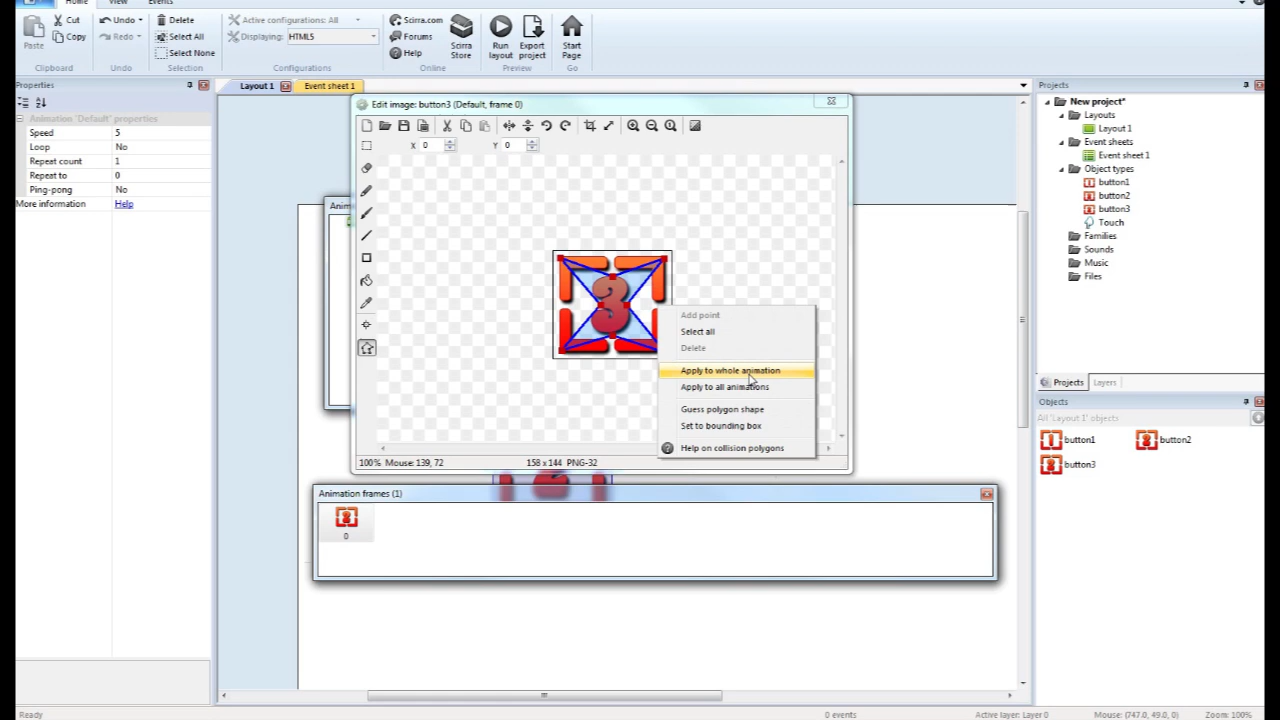 Home View Events
Cut
Copy
Paste
Undo
Redo
Delete
Select All
Select None
Active configurations: All
Displaying: HTML5
Scirra.com
Forums
Help
Scirra Store
Run layout
Export project
Start Page
Clipboard Undo Selection Configurations Online Preview Go
Properties
Layout 1 Event sheet 1
Projects
Animation 'Default' properties
Speed 5
Loop No
Repeat count 1
Repeat to 0
Ping-pong No
More information Help
Edit image: button3 (Default, frame 0)
X 0 Y 0
Anim
3
Add point
Select all
Delete
Apply to whole animation
Apply to all animations
Guess polygon shape
Set to bounding box
Help on collision polygons
100% Mouse: 139, 72 158 x 144 PNG-32
Animation frames (1)
0
New project*
Layouts
Layout 1
Event sheets
Event sheet 1
Object types
button1
button2
button3
Touch
Families
Sounds
Music
Files
Projects Layers
Objects
All 'Layout 1' objects
button1 button2
button3
Ready 0 events Active layer: Layer 0 Mouse: (747.0, 49.0, 0) Zoom: 100%